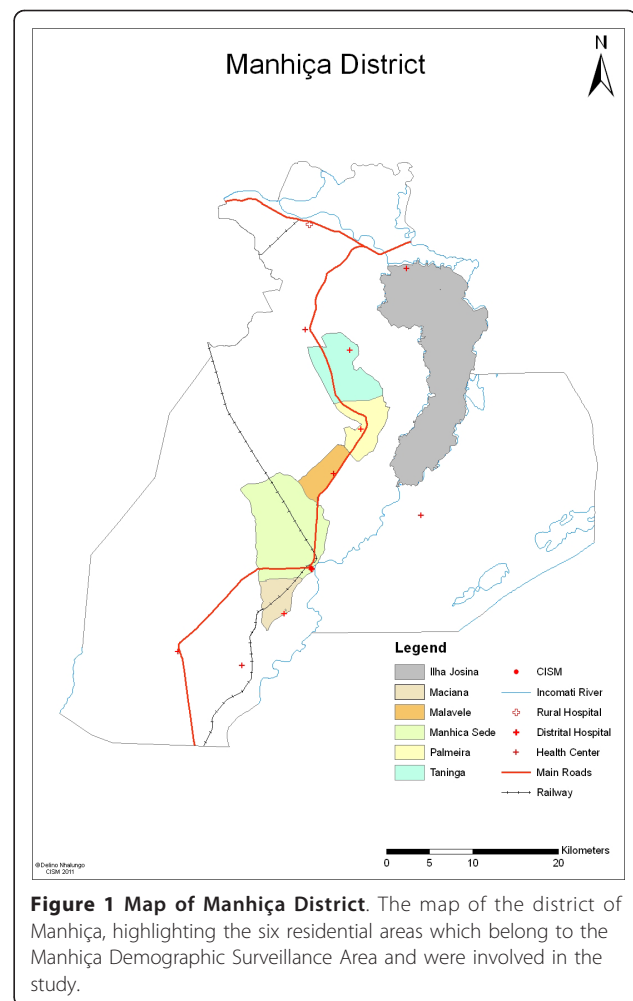 N
Manhiça District
Legend
Ilha Josina
Maciana
Malavele
Manhica Sede
Palmeira
Taninga
CISM
Incomati River
Rural Hospital
Distrital Hospital
Health Center
Main Roads
Railway
Kilometers
0 5 10 20
©Delino Nhalungo
CISM 2011
Figure 1 Map of Manhiça District. The map of the district of
Manhiça, highlighting the six residential areas which belong to the
Manhiça Demographic Surveillance Area and were involved in the
study.